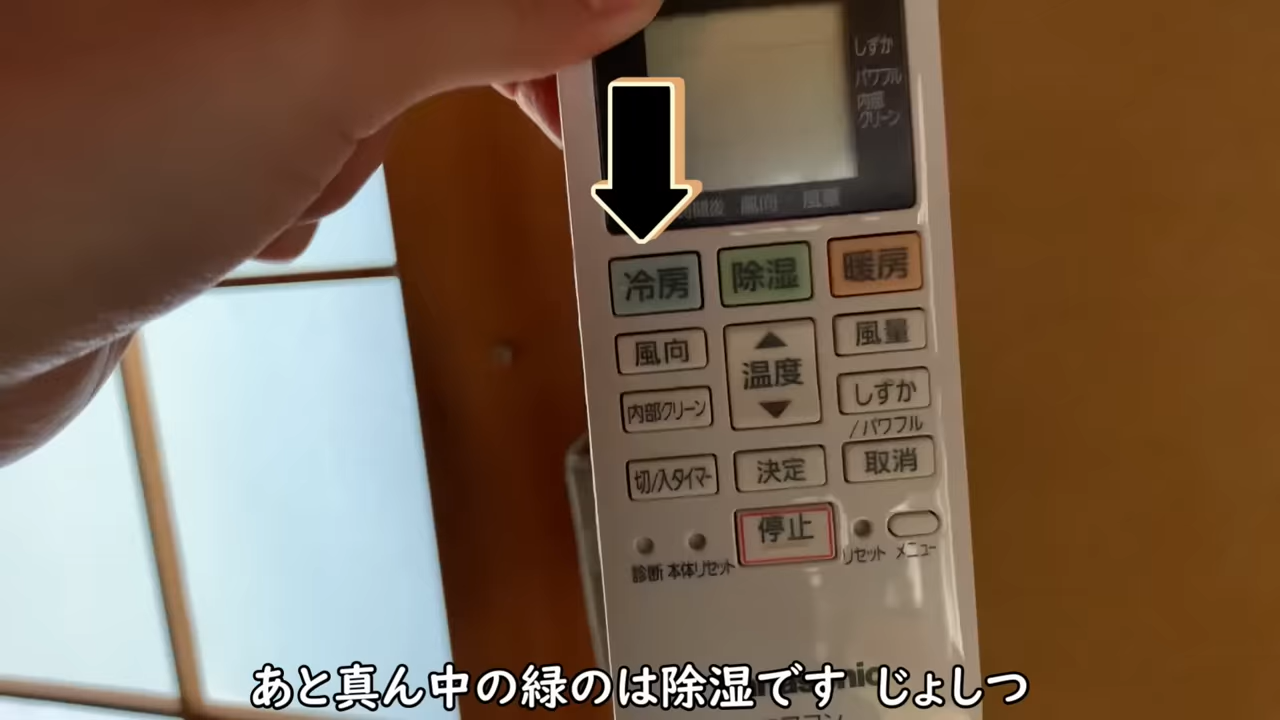 しずか
パワフル
内部
クリーン
風向 風量
冷房 除湿 暖房
風向 温度 風量
内部クリーン しずか
/パワフル
切/入タイマー 決定 取消
停止
診断 本体リセット リセット メニュー
Panasonic
あと真ん中の緑のは除湿です じょしつ